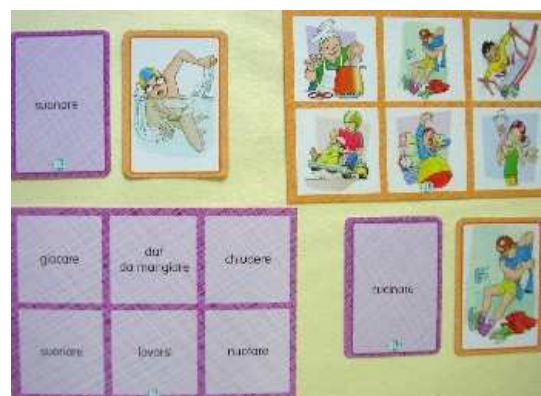 suonare
giocare
dar
da mangiare
chiudere
suonare
lavarsi
nuotare
cucinare